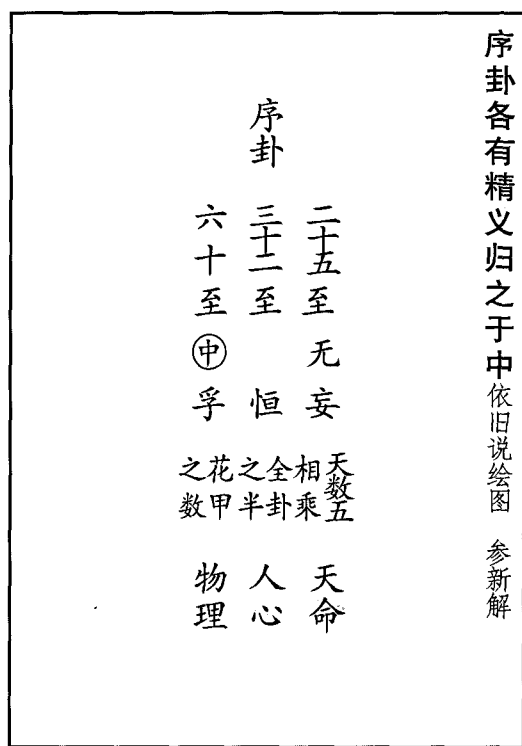 序卦各有精义归之于中 依旧说绘图 参新解
序卦
二十五至无妄 天数五相乘 天命
三十二至恒 全卦之半 人心
六十至中孚 花甲之数 物理